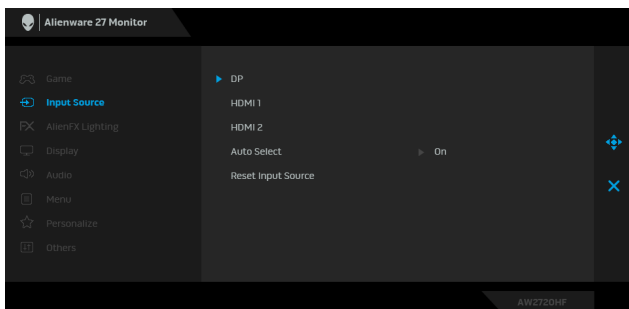 Alienware 27 Monitor
Game
Input Source
AlienFX Lighting
Display
Audio
Menu
Personalize
Others
DP
HDMI 1
HDMI 2
Auto Select On
Reset Input Source
AW2720HF